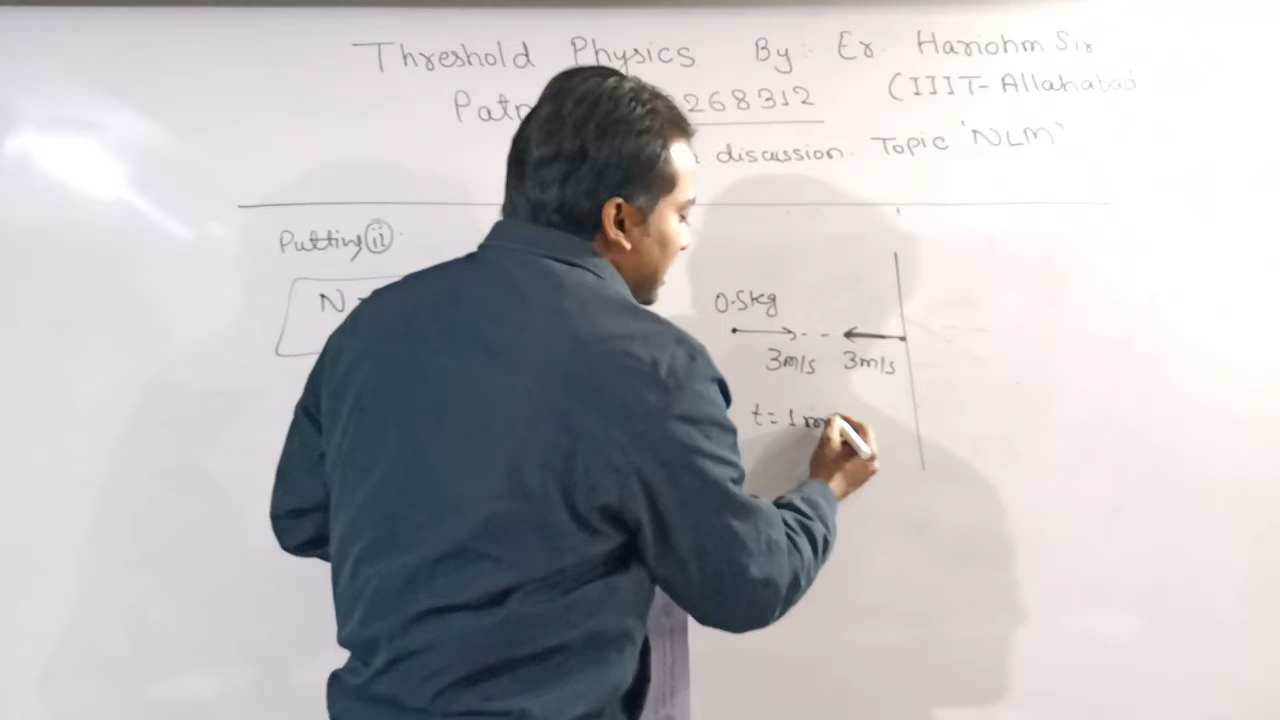 Threshold Physics By: Er Hariohm Sir
268312 (IIIT-Allahabad
discussion. Topic 'NLM'
Putting (ii)
N
0.5kg
3m/s 3m/s
t = 1